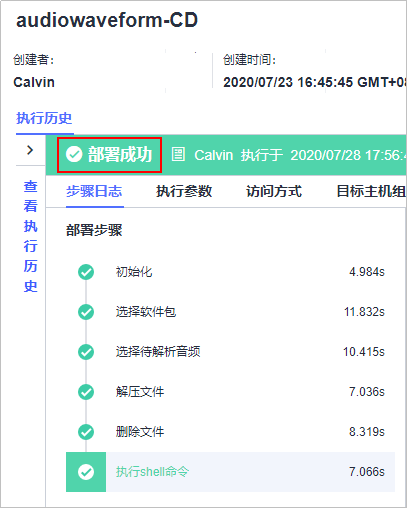 audiowaveform-CD
创建者： 创建时间：
Calvin 2020/07/23 16:45:45 GMT+08
执行历史
部署成功 Calvin 执行于 2020/07/28 17:56:4
查看执行历史
步骤日志 执行参数 访问方式 目标主机组
部署步骤
初始化 4.984s
选择软件包 11.832s
选择待解析音频 10.415s
解压文件 7.036s
删除文件 8.319s
执行shell命令 7.066s